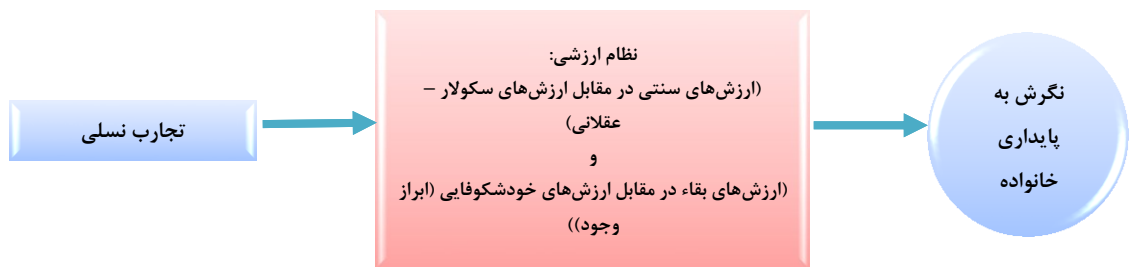 تجارب نسلی
نظام ارزشی:
(ارزش‌های سنتی در مقابل ارزش‌های سکولار –
عقلانی)
و
(ارزش‌های بقاء در مقابل ارزش‌های خودشکوفایی (ابراز
وجود))
نگرش به
پایداری
خانواده